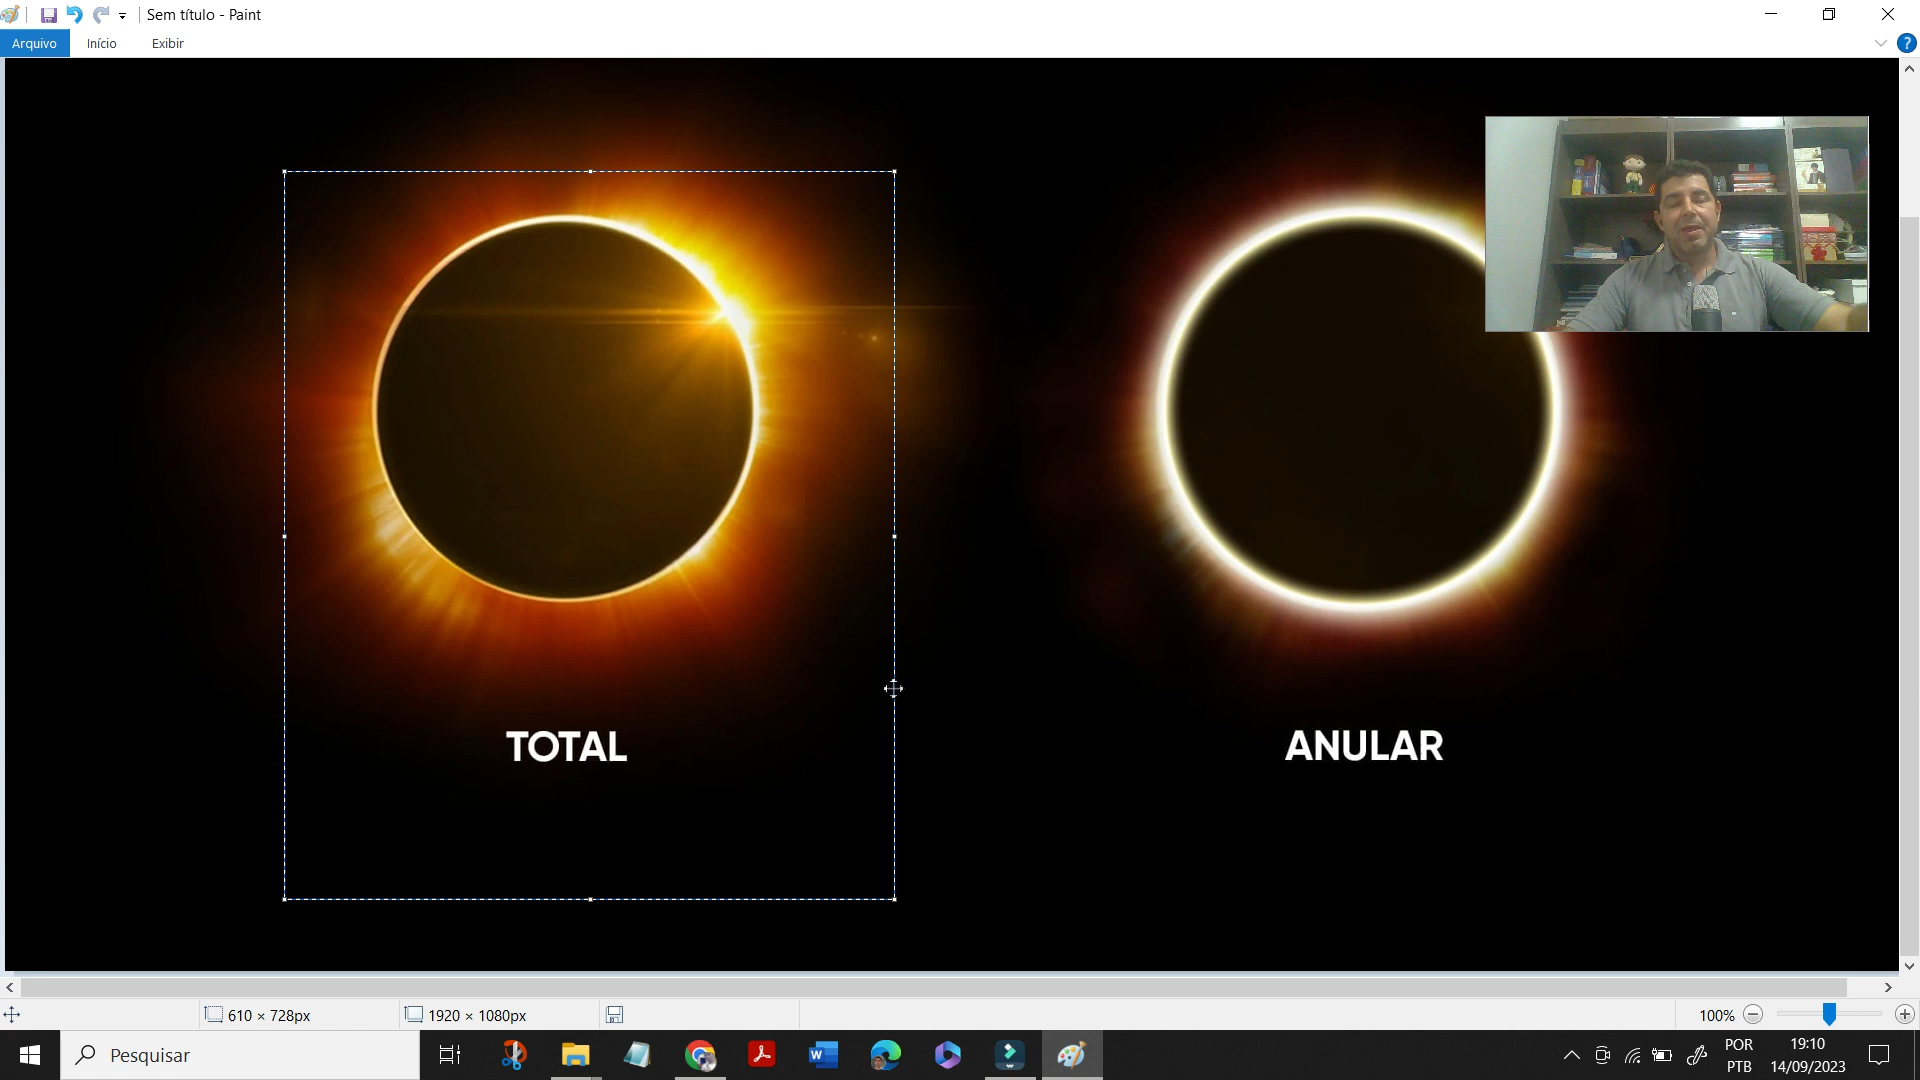 Sem título - Paint
Arquivo Início Exibir
TOTAL
ANULAR
610 × 728px
1920 × 1080px
100%
Pesquisar
POR
PTB
19:10
14/09/2023